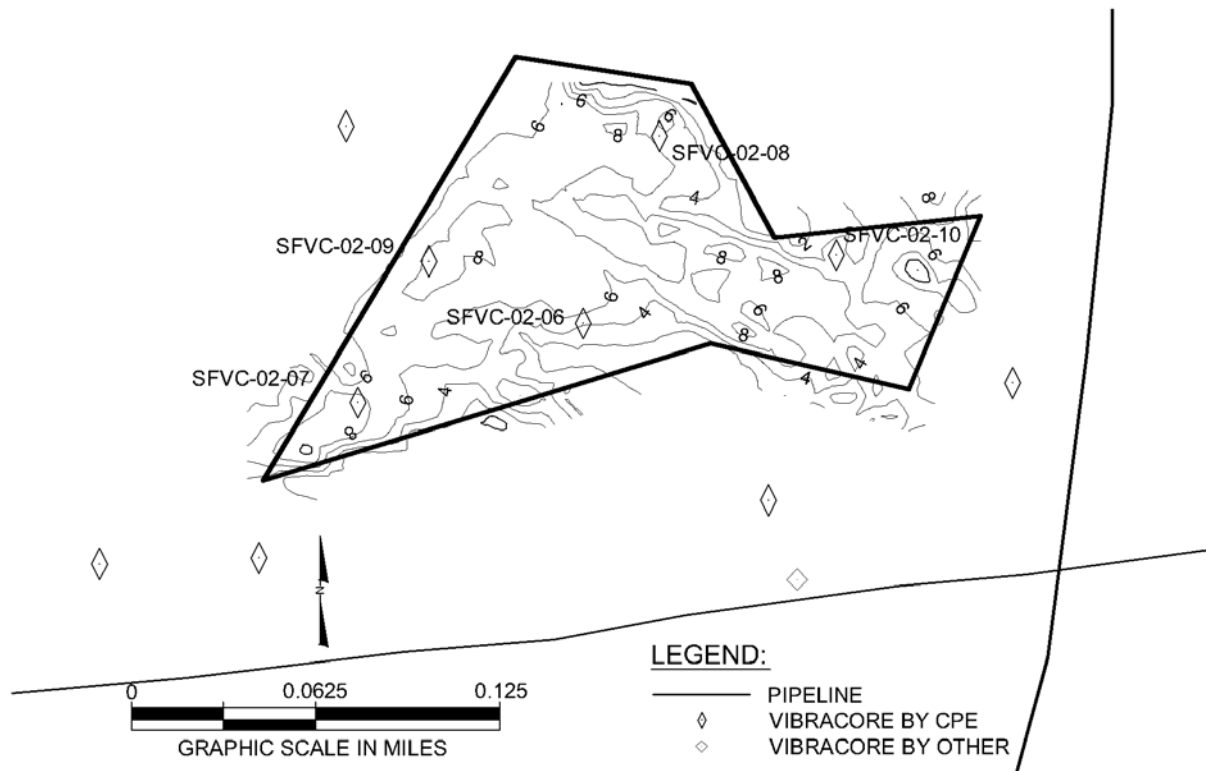 6
6
6
8
SFVC-02-08
4
8
SFVC-02-09
8
2
SFVC-02-10
6
8
8
6
6
4
SFVC-02-06
6
8
SFVC-02-07
6
4
6
4
4
8
N
0
0.0625
0.125
GRAPHIC SCALE IN MILES
LEGEND:
PIPELINE
VIBRACORE BY CPE
VIBRACORE BY OTHER